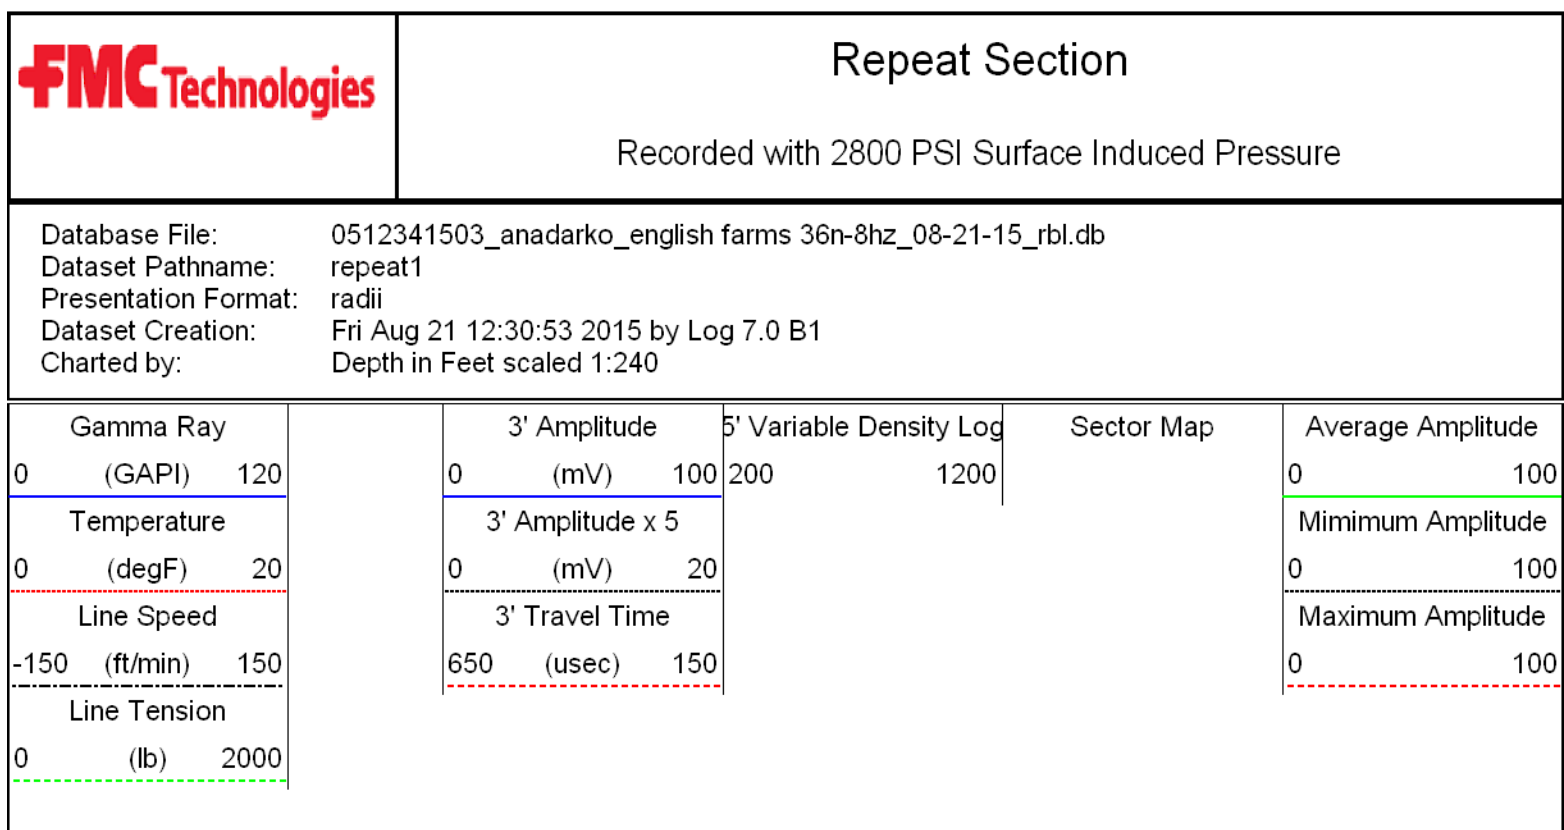 FMC Technologies
Repeat Section
Recorded with 2800 PSI Surface Induced Pressure
Database File: 0512341503_anadarko_english farms 36n-8hz_08-21-15_rbl.db
Dataset Pathname: repeat1
Presentation Format: radii
Dataset Creation: Fri Aug 21 12:30:53 2015 by Log 7.0 B1
Charted by: Depth in Feet scaled 1:240
Gamma Ray 3' Amplitude 5' Variable Density Log Sector Map Average Amplitude
0 (GAPI) 120 0 (mV) 100 200 1200 0 100
Temperature 3' Amplitude x 5 Mimimum Amplitude
0 (degF) 20 0 (mV) 20 0 100
Line Speed 3' Travel Time Maximum Amplitude
-150 (ft/min) 150 650 (usec) 150 0 100
Line Tension
0 (lb) 2000